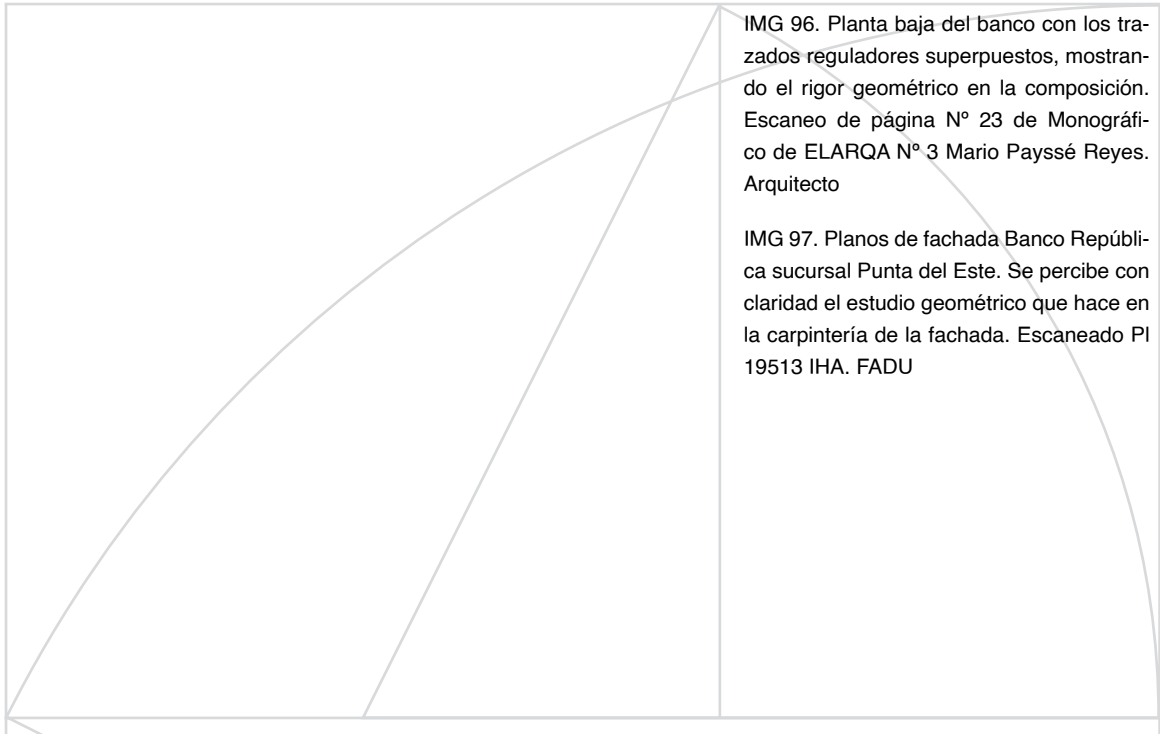 IMG 96. Planta baja del banco con los tra-
zados reguladores superpuestos, mostran-
do el rigor geométrico en la composición.
Escaneo de página Nº 23 de Monográfi-
co de ELARQA Nº 3 Mario Payssé Reyes.
Arquitecto
IMG 97. Planos de fachada Banco Repúbli-
ca sucursal Punta del Este. Se percibe con
claridad el estudio geométrico que hace en
la carpintería de la fachada. Escaneado Pl
19513 IHA. FADU